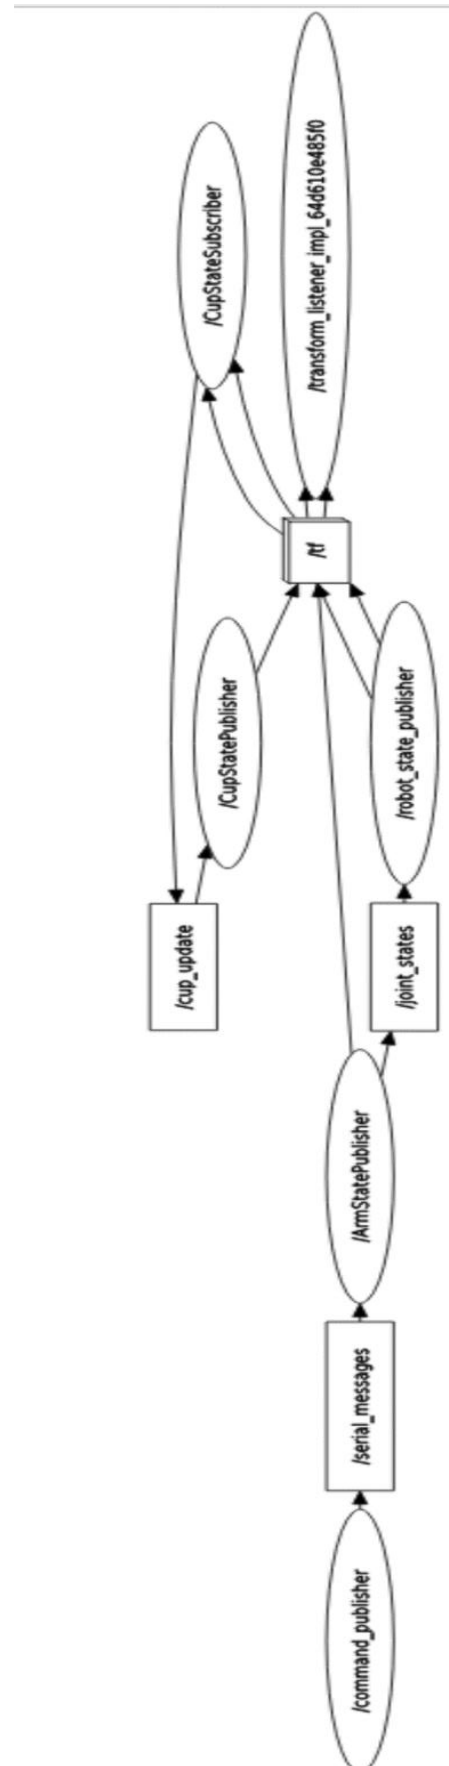 /command_publisher
/serial_messages
/ArmStatePublisher
/cup_update
/joint_states
/CupStatePublisher
/robot_state_publisher
/tf
/CupStateSubscriber
/transform_listener_impl_64d610e485f0